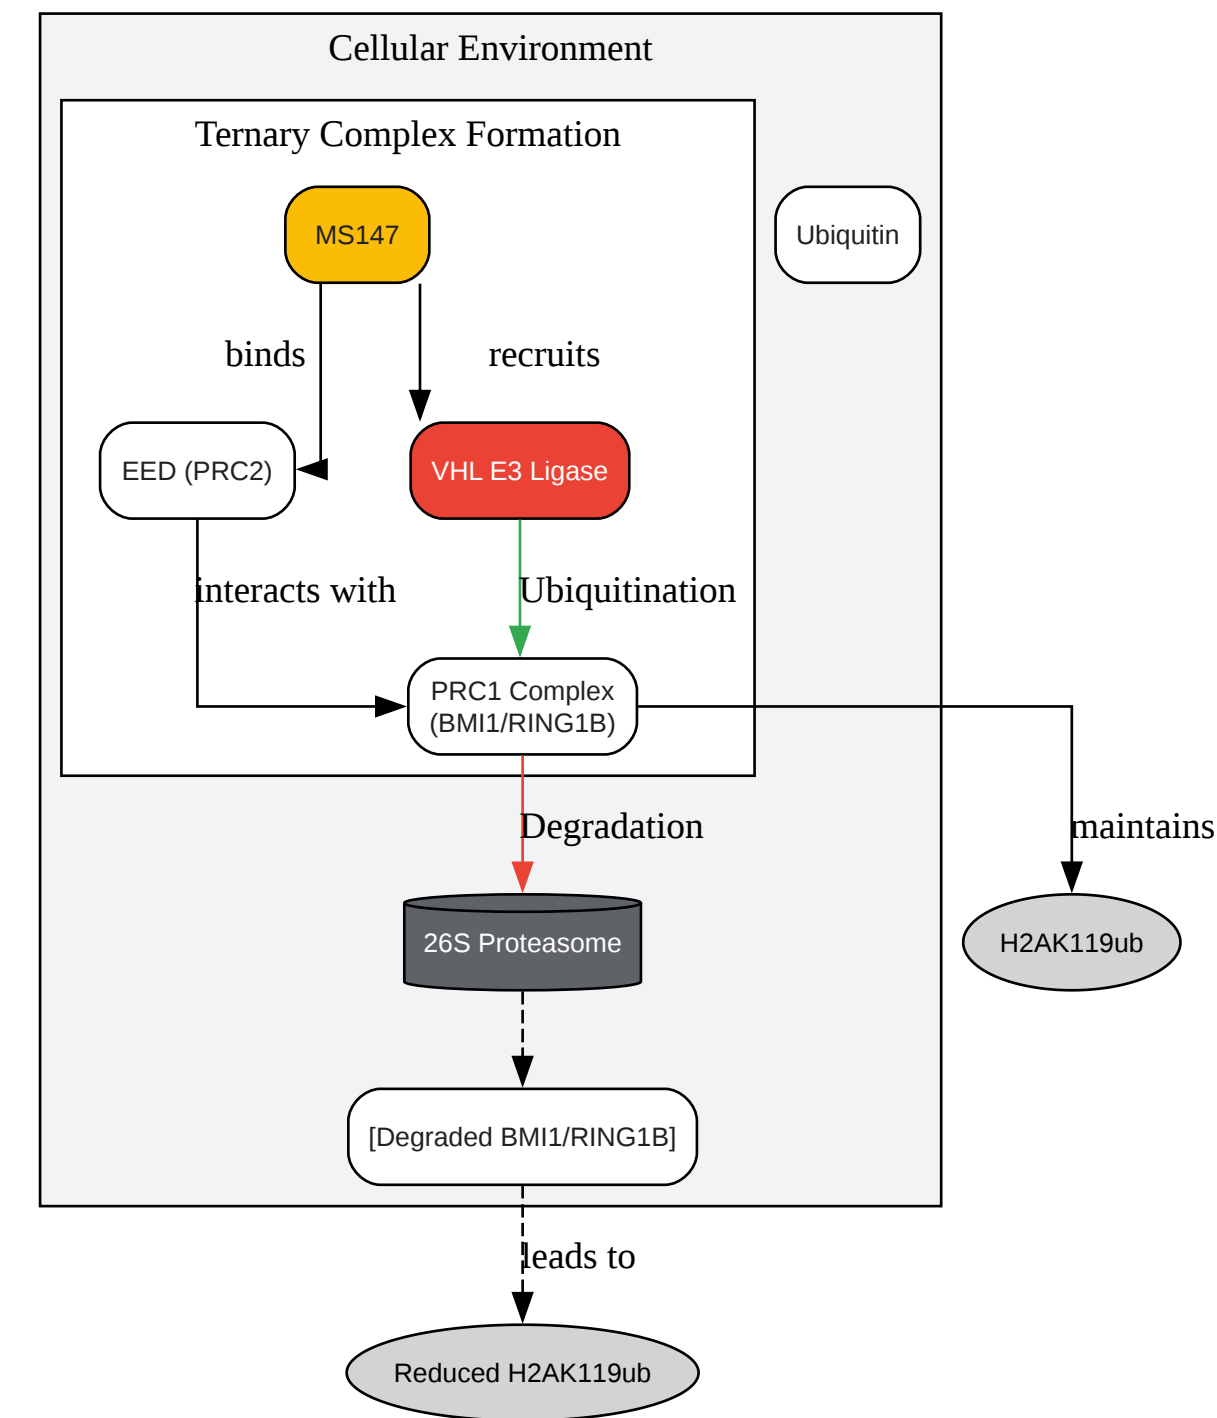 Cellular Environment
Ternary Complex Formation
MS147
Ubiquitin
binds
recruits
EED (PRC2)
VHL E3 Ligase
interacts with
Ubiquitination
PRC1 Complex
(BMI1/RING1B)
Degradation
maintains
26S Proteasome
H2AK119ub
[Degraded BMI1/RING1B]
leads to
Reduced H2AK119ub